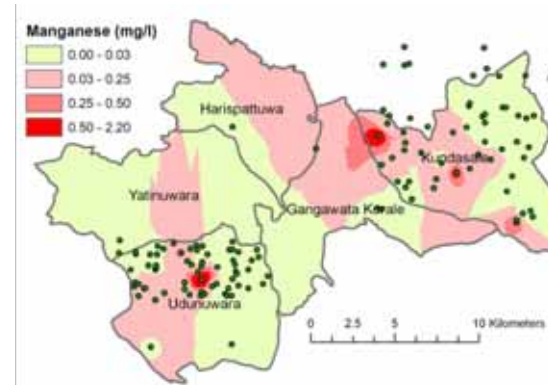 Manganese (mg/l)
0.00 - 0.03
0.03 - 0.25
0.25 - 0.50
0.50 - 2.20
Harispattuwa
Kundasale
Yatinuwara
Gangawata Korale
Udunuwara
0 2.5 5 10 Kilometers